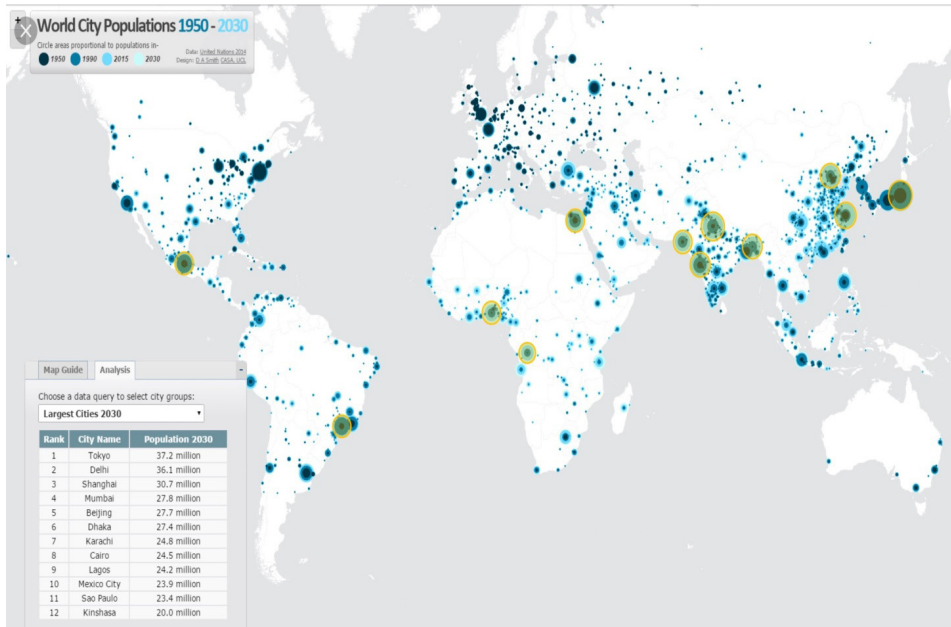 World City Populations 1950 - 2030
Circle areas proportional to populations in-
1950 1990 2015 2030
Data: United Nations 2014
Design: D A Smith CASA, UCL
Map Guide Analysis
Choose a data query to select city groups:
Largest Cities 2030
Rank City Name Population 2030
1 Tokyo 37.2 million
2 Delhi 36.1 million
3 Shanghai 30.7 million
4 Mumbai 27.8 million
5 Beijing 27.7 million
6 Dhaka 27.4 million
7 Karachi 24.8 million
8 Cairo 24.5 million
9 Lagos 24.2 million
10 Mexico City 23.9 million
11 Sao Paulo 23.4 million
12 Kinshasa 20.0 million